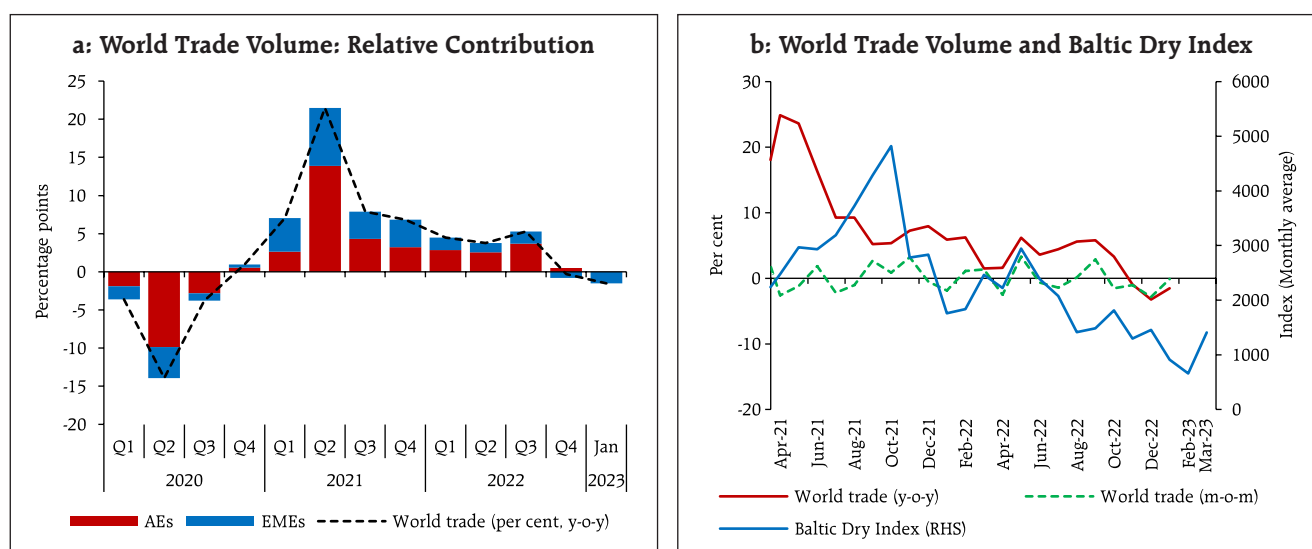 a: World Trade Volume: Relative Contribution
Percentage points
25
20
15
10
5
0
-5
-10
-15
-20
Q1 Q2 Q3 Q4 Q1 Q2 Q3 Q4 Q1 Q2 Q3 Q4 Jan
2020 2021 2022 2023
AEs EMEs World trade (per cent, y-o-y)
b: World Trade Volume and Baltic Dry Index
Per cent
30
20
10
0
-10
-20
6000
5000
4000
3000
2000
1000
0
Index (Monthly average)
Apr-21 Jun-21 Aug-21 Oct-21 Dec-21 Feb-22 Apr-22 Jun-22 Aug-22 Oct-22 Dec-22 Feb-23 Mar-23
World trade (y-o-y) World trade (m-o-m)
Baltic Dry Index (RHS)